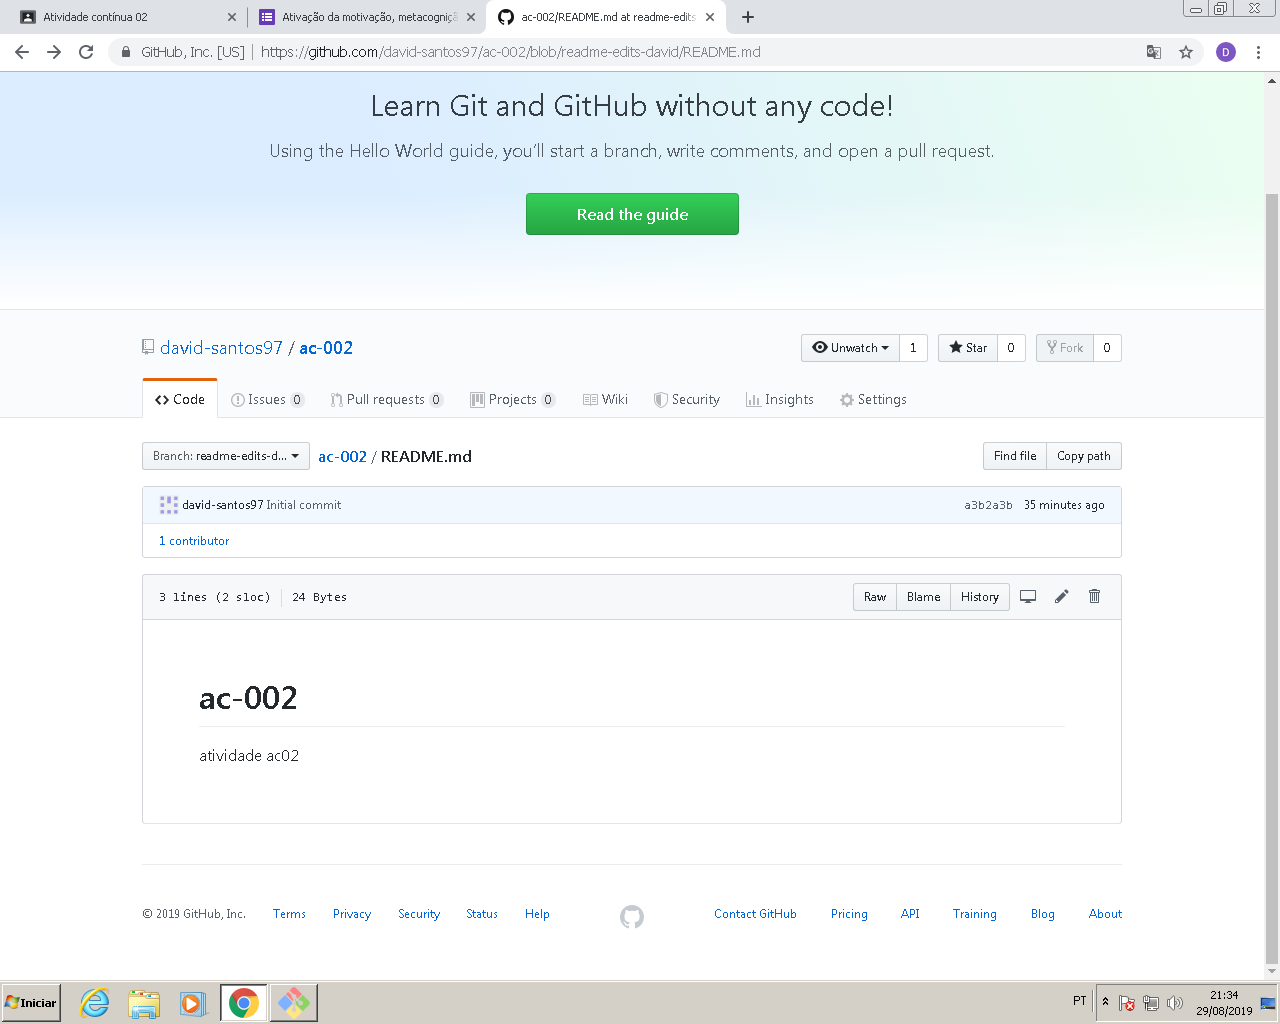 Atividade contínua 02
Ativação da motivação, metacogniçã
ac-002/README.md at readme-edits
GitHub, Inc. [US] | https://github.com/david-santos97/ac-002/blob/readme-edits-david/README.md
D
Learn Git and GitHub without any code!
Using the Hello World guide, you'll start a branch, write comments, and open a pull request.
Read the guide
david-santos97 / ac-002
Unwatch 1 Star 0 Fork 0
Code Issues 0 Pull requests 0 Projects 0 Wiki Security Insights Settings
Branch: readme-edits-d... ac-002 / README.md Find file Copy path
david-santos97 Initial commit a3b2a3b 35 minutes ago
1 contributor
3 lines (2 sloc) 24 Bytes Raw Blame History
ac-002
atividade ac02
© 2019 GitHub, Inc. Terms Privacy Security Status Help Contact GitHub Pricing API Training Blog About
Iniciar PT 21:34
29/08/2019